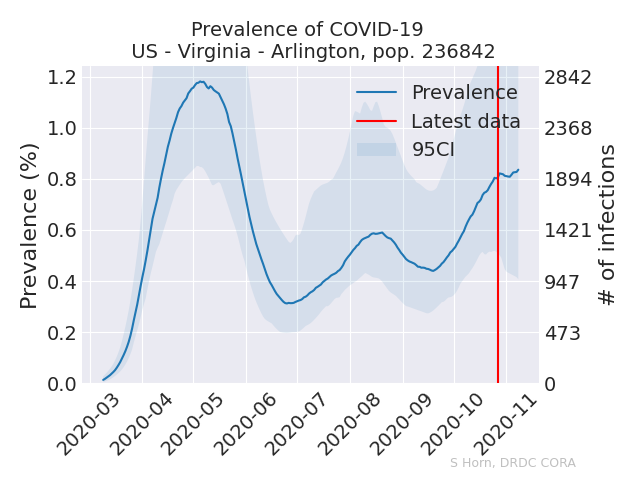 Prevalence of COVID-19
US - Virginia - Arlington, pop. 236842
Prevalence (%)
1.2
1.0
0.8
0.6
0.4
0.2
0.0
2842
2368
1894
1421
947
473
0
# of infections
Prevalence
Latest data
95CI
2020-03
2020-04
2020-05
2020-06
2020-07
2020-08
2020-09
2020-10
2020-11
S Horn, DRDC CORA